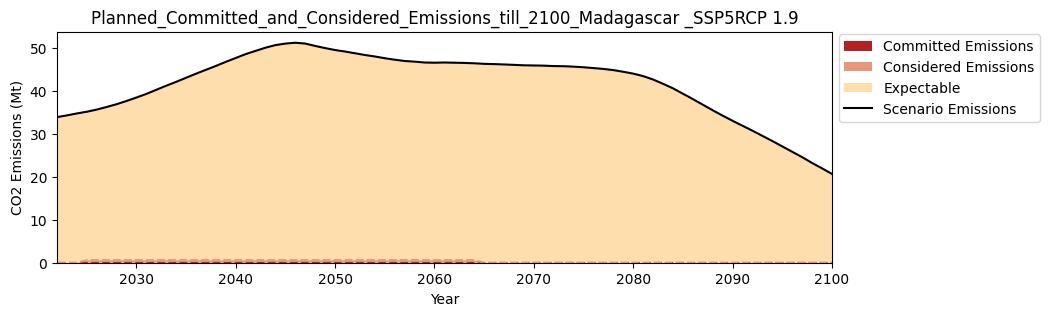 Planned_Committed_and_Considered_Emissions_till_2100_Madagascar _SSP5RCP 1.9
CO2 Emissions (Mt)
50
40
30
20
10
0
2030 2040 2050 2060 2070 2080 2090 2100
Year
Committed Emissions
Considered Emissions
Expectable
Scenario Emissions